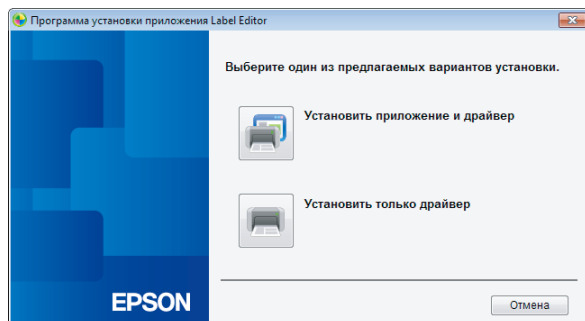 Программа установки приложения Label Editor
Выберите один из предлагаемых вариантов установки.
Установить приложение и драйвер
Установить только драйвер
EPSON
Отмена